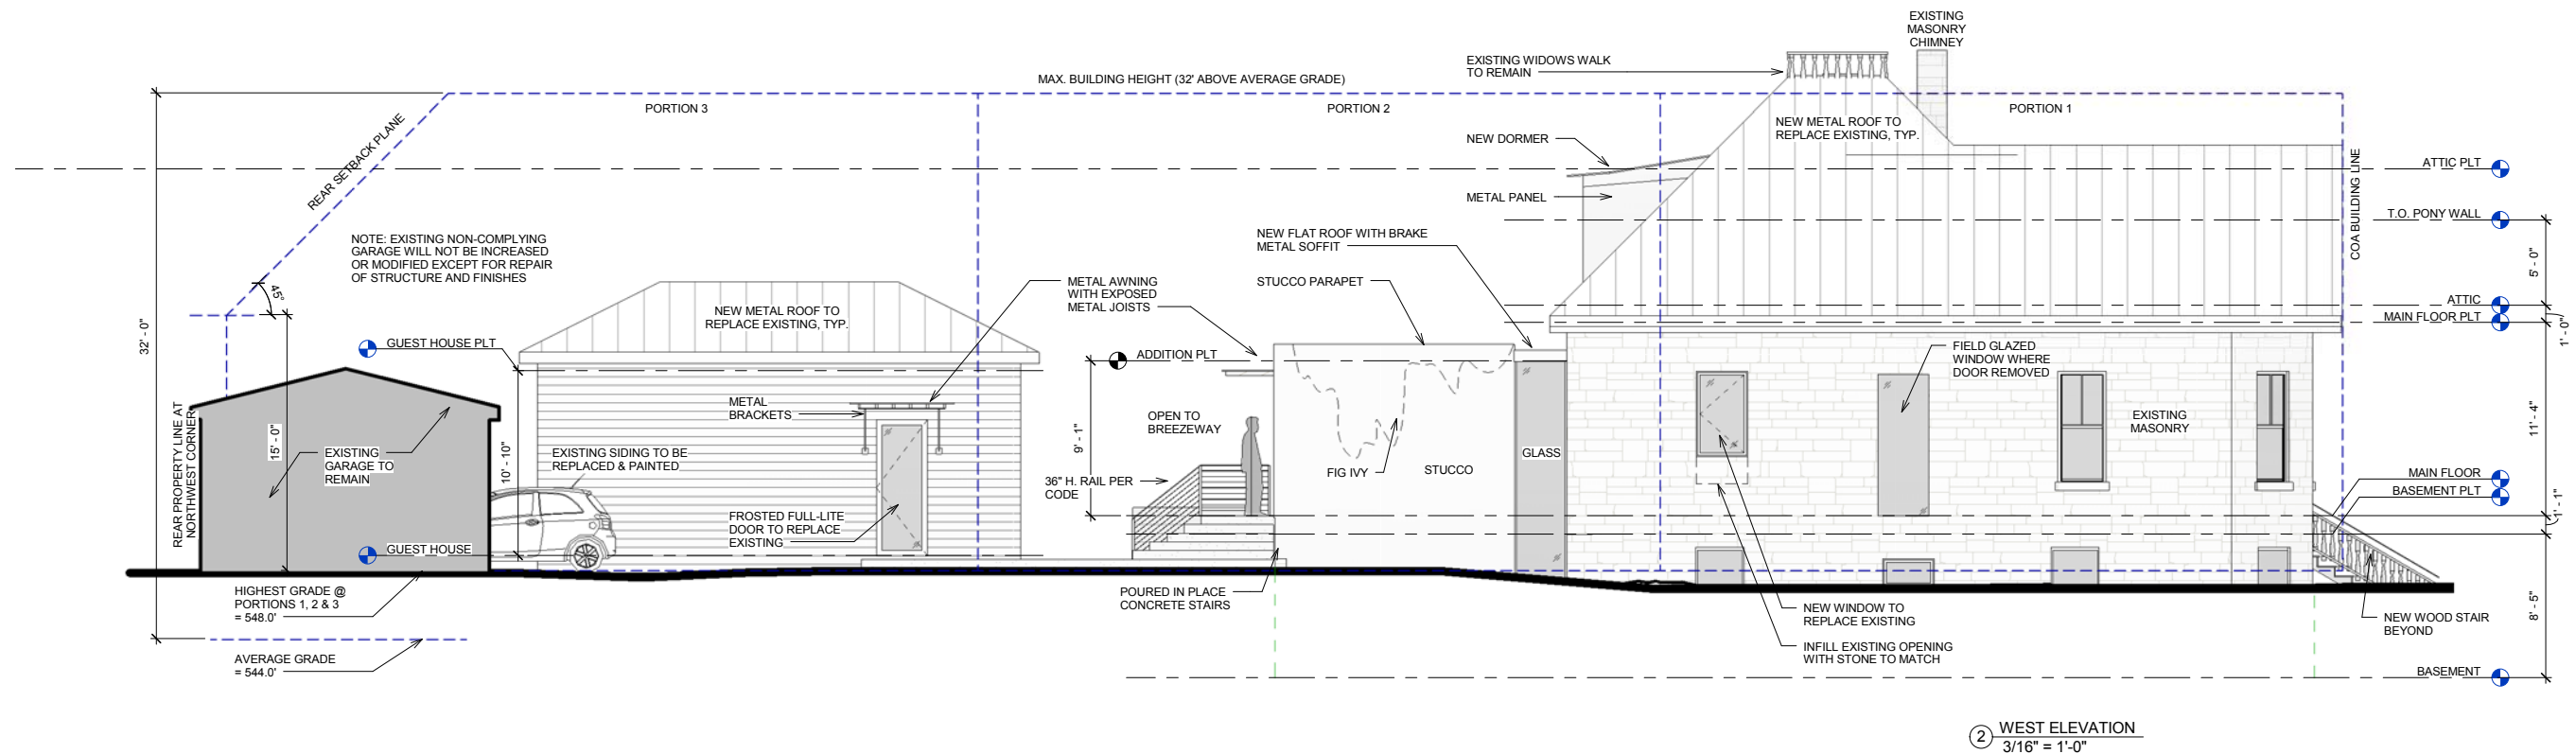 EXISTING
MASONRY
CHIMNEY
EXISTING WIDOWS WALK
TO REMAIN
MAX. BUILDING HEIGHT (32' ABOVE AVERAGE GRADE)
PORTION 3
PORTION 2
PORTION 1
NEW METAL ROOF TO
REPLACE EXISTING, TYP.
NEW DORMER
METAL PANEL
REAR SETBACK PLANE
COA BUILDING LINE
ATTIC PLT
T.O. PONY WALL
5' - 0"
ATTIC
MAIN FLOOR PLT
1' - 0"
NOTE: EXISTING NON-COMPLYING
GARAGE WILL NOT BE INCREASED
OR MODIFIED EXCEPT FOR REPAIR
OF STRUCTURE AND FINISHES
45°
32' - 0"
NEW FLAT ROOF WITH BRAKE
METAL SOFFIT
STUCCO PARAPET
METAL AWNING
WITH EXPOSED
METAL JOISTS
NEW METAL ROOF TO
REPLACE EXISTING, TYP.
GUEST HOUSE PLT
ADDITION PLT
FIELD GLAZED
WINDOW WHERE
DOOR REMOVED
METAL
BRACKETS
OPEN TO
BREEZEWAY
EXISTING
MASONRY
11' - 4"
REAR PROPERTY LINE AT
NORTHWEST CORNER
15' - 0"
EXISTING
GARAGE TO
REMAIN
10' - 10"
EXISTING SIDING TO BE
REPLACED & PAINTED
9' - 1"
36" H. RAIL PER
CODE
FIG IVY
STUCCO
GLASS
MAIN FLOOR
BASEMENT PLT
1' - 1"
FROSTED FULL-LITE
DOOR TO REPLACE
EXISTING
GUEST HOUSE
HIGHEST GRADE @
PORTIONS 1, 2 & 3
= 548.0'
POURED IN PLACE
CONCRETE STAIRS
NEW WINDOW TO
REPLACE EXISTING
NEW WOOD STAIR
BEYOND
8' - 5"
INFILL EXISTING OPENING
WITH STONE TO MATCH
AVERAGE GRADE
= 544.0'
BASEMENT
2 WEST ELEVATION
3/16" = 1'-0"